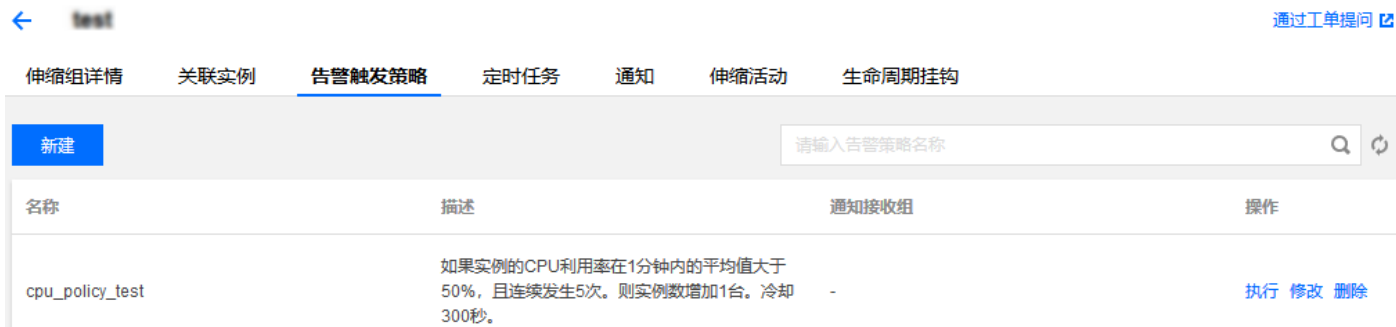 test
通过工单提问
伸缩组详情 关联实例 告警触发策略 定时任务 通知 伸缩活动 生命周期挂钩
新建
请输入告警策略名称
名称 描述 通知接收组 操作
如果实例的CPU利用率在1分钟内的平均值大于
cpu_policy_test 50%，且连续发生5次。则实例数增加1台。冷却 - 执行 修改 删除
300秒。